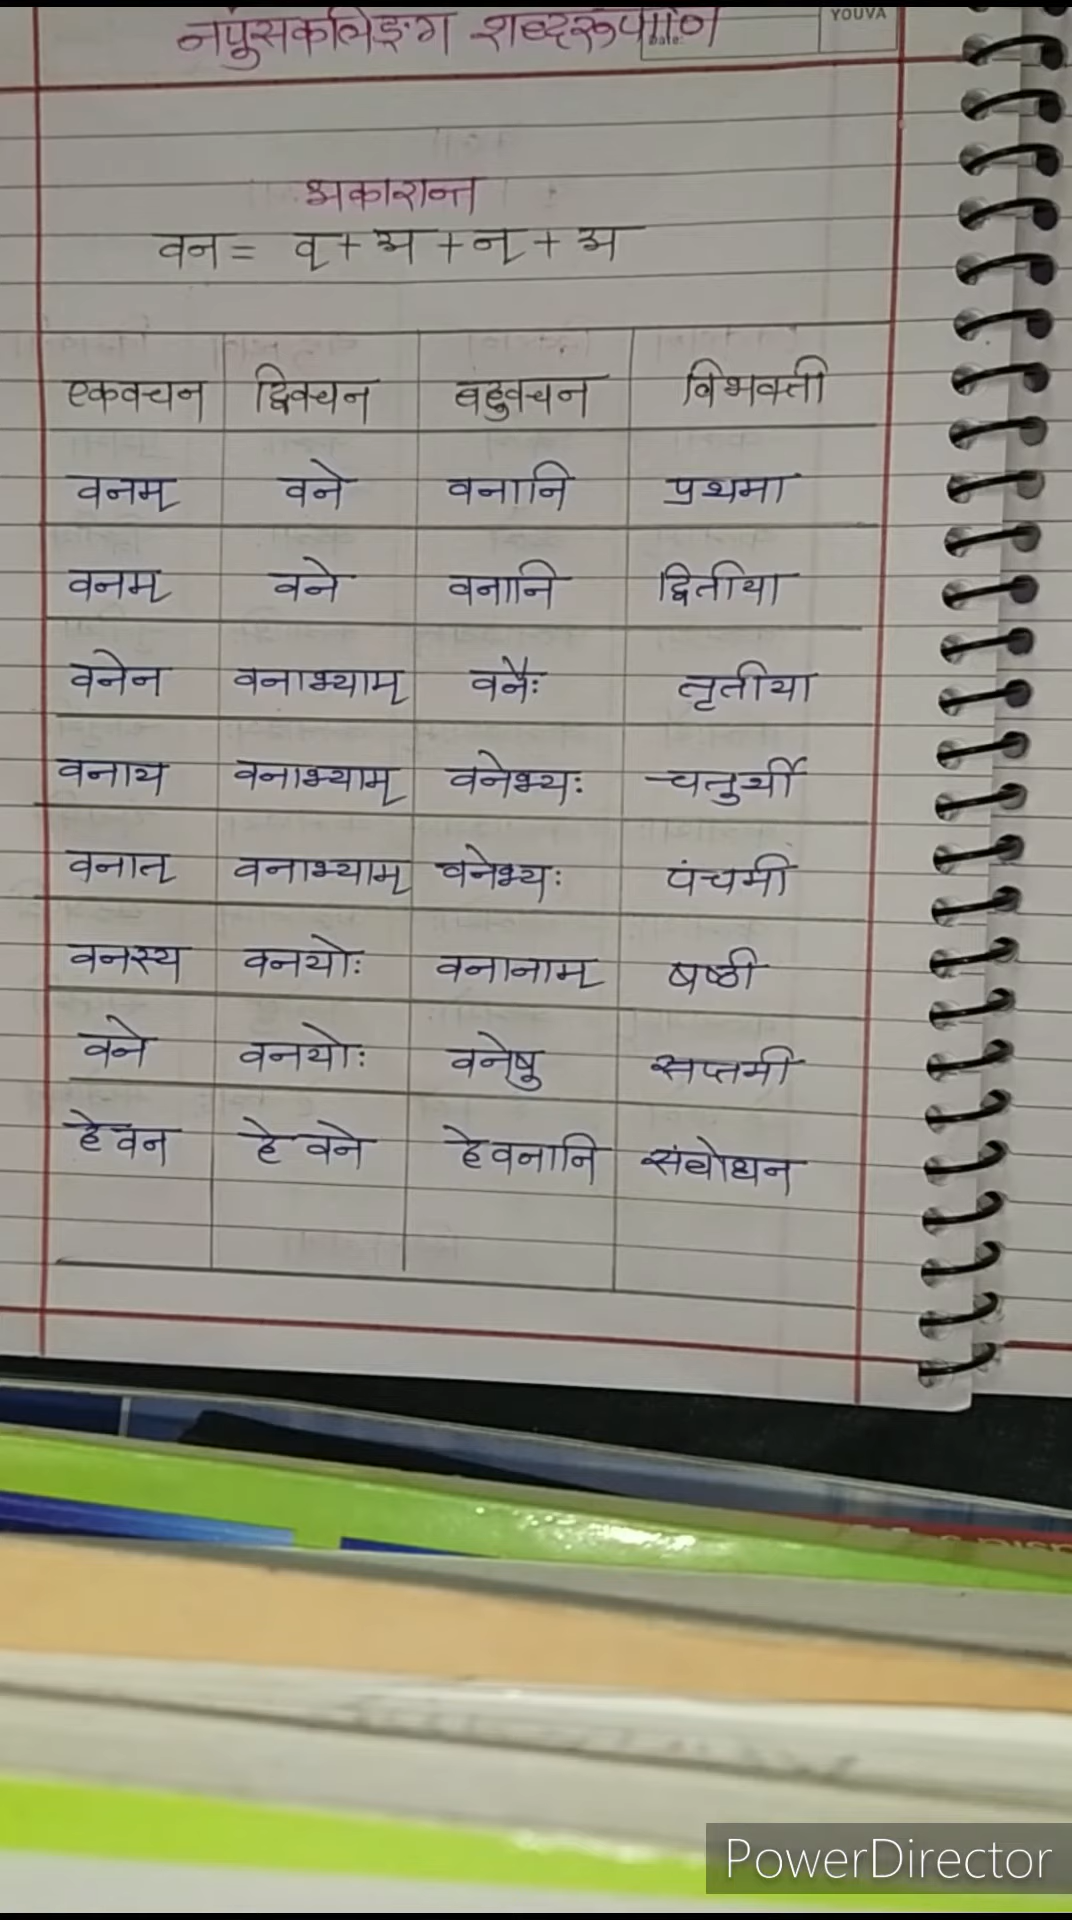 नपुंसकलिङ्ग शब्दरूपाणि
Date:
YOUVA
अकारान्त
वन = व् + अ + न् + अ
एकवचन द्विवचन बहुवचन विभक्ती
वनम् वने वनानि प्रथमा
वनम् वने वनानि द्वितीया
वनेन वनाभ्याम् वनैः तृतीया
वनाय वनाभ्याम् वनेभ्यः चतुर्थी
वनात् वनाभ्याम् वनेभ्यः पंचमी
वनस्य वनयोः वनानाम् षष्ठी
वने वनयोः वनेषु सप्तमी
हे वन हे वने हे वनानि संबोधन
PowerDirector